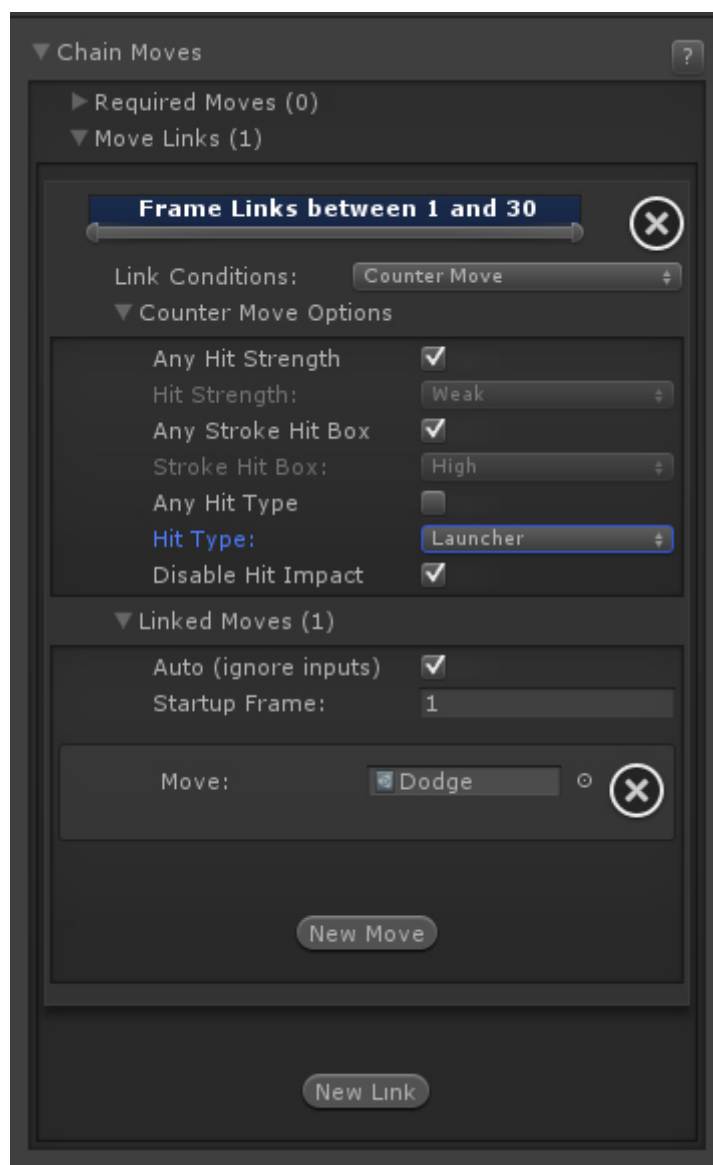 Chain Moves
?
Required Moves (0)
Move Links (1)
Frame Links between 1 and 30
Link Conditions: Counter Move
Counter Move Options
Any Hit Strength
Hit Strength: Weak
Any Stroke Hit Box
Stroke Hit Box: High
Any Hit Type
Hit Type: Launcher
Disable Hit Impact
Linked Moves (1)
Auto (ignore inputs)
Startup Frame: 1
Move: Dodge
New Move
New Link